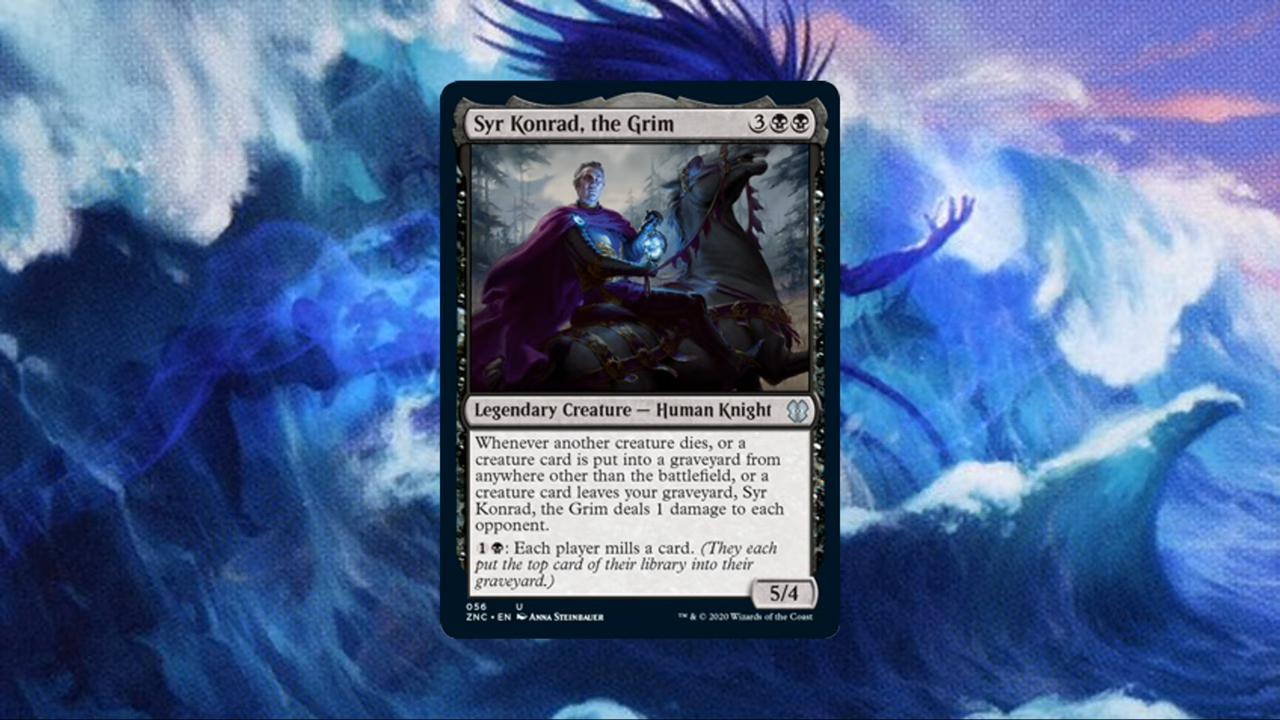 Syr Konrad, the Grim 3
Legendary Creature — Human Knight
Whenever another creature dies, or a
creature card is put into a graveyard from
anywhere other than the battlefield, or a
creature card leaves your graveyard, Syr
Konrad, the Grim deals 1 damage to each
opponent.
1 : Each player mills a card. (They each
put the top card of their library into their
graveyard.)
5/4
056 U
ZNC • EN Anna Steinbauer
™ & © 2020 Wizards of the Coast